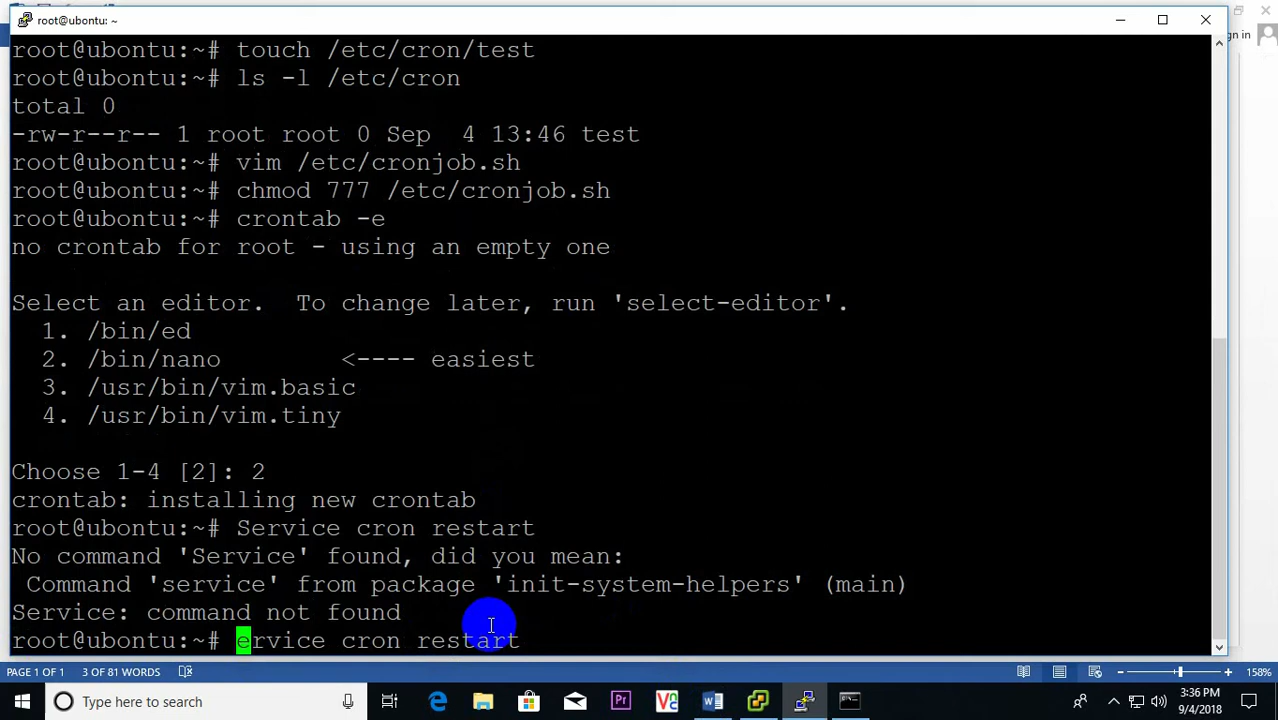 root@ubontu: ~
gn in
root@ubontu:~# touch /etc/cron/test
root@ubontu:~# ls -l /etc/cron
total 0
-rw-r--r-- 1 root root 0 Sep  4 13:46 test
root@ubontu:~# vim /etc/cronjob.sh
root@ubontu:~# chmod 777 /etc/cronjob.sh
root@ubontu:~# crontab -e
no crontab for root - using an empty one
Select an editor.  To change later, run 'select-editor'.
1. /bin/ed
2. /bin/nano        <---- easiest
3. /usr/bin/vim.basic
4. /usr/bin/vim.tiny
Choose 1-4 [2]: 2
crontab: installing new crontab
root@ubontu:~# Service cron restart
No command 'Service' found, did you mean:
Command 'service' from package 'init-system-helpers' (main)
Service: command not found
root@ubontu:~# ervice cron restart
PAGE 1 OF 1 3 OF 81 WORDS 158%
Type here to search 3:36 PM
9/4/2018